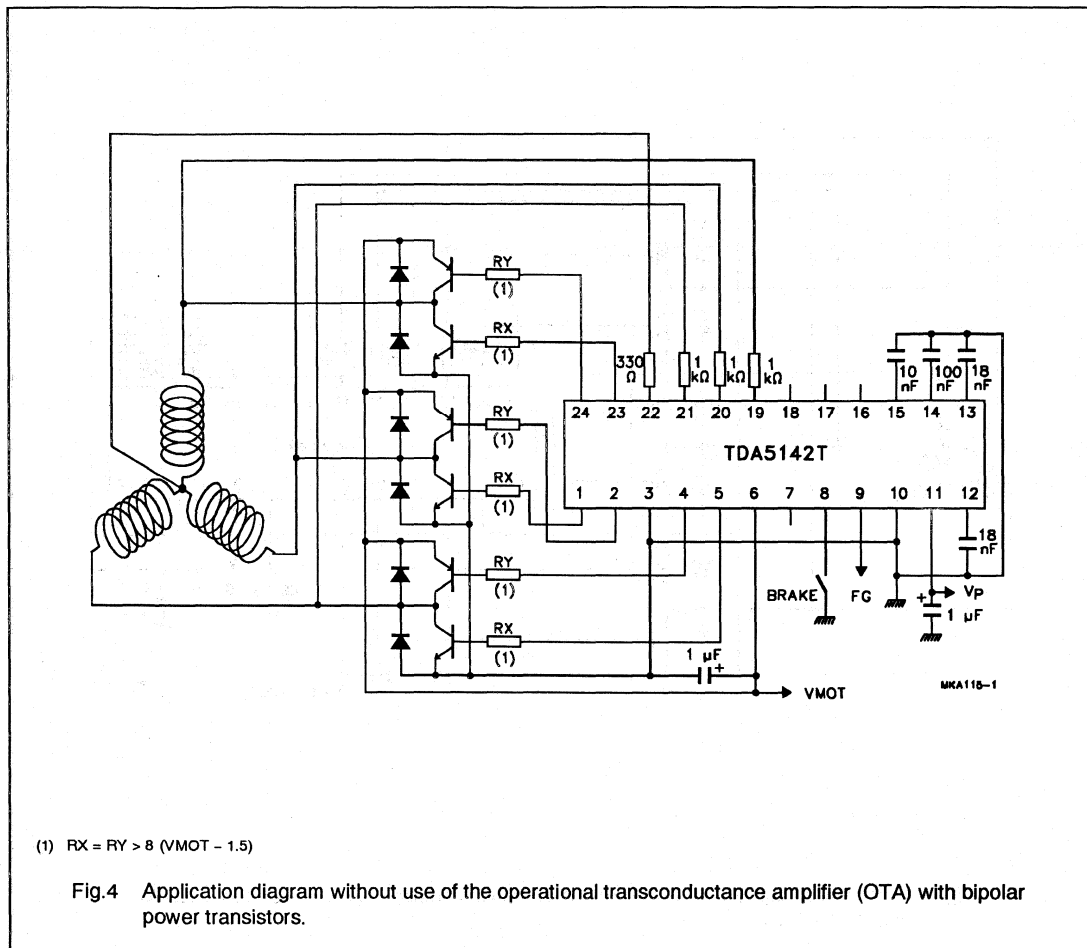 RY
(1)
RX
(1)
330
Ω
1
kΩ
1
kΩ
1
kΩ
10
nF
100
nF
18
nF
24 23 22 21 20 19 18 17 16 15 14 13
TDA5142T
1 2 3 4 5 6 7 8 9 10 11 12
RY
(1)
RX
(1)
18
nF
RY
(1)
RX
(1)
BRAKE
FG
+
VP
1 µF
1 µF
+
VMOT
MKA118-1
(1) RX = RY > 8 (VMOT – 1.5)
Fig.4 Application diagram without use of the operational transconductance amplifier (OTA) with bipolar
power transistors.